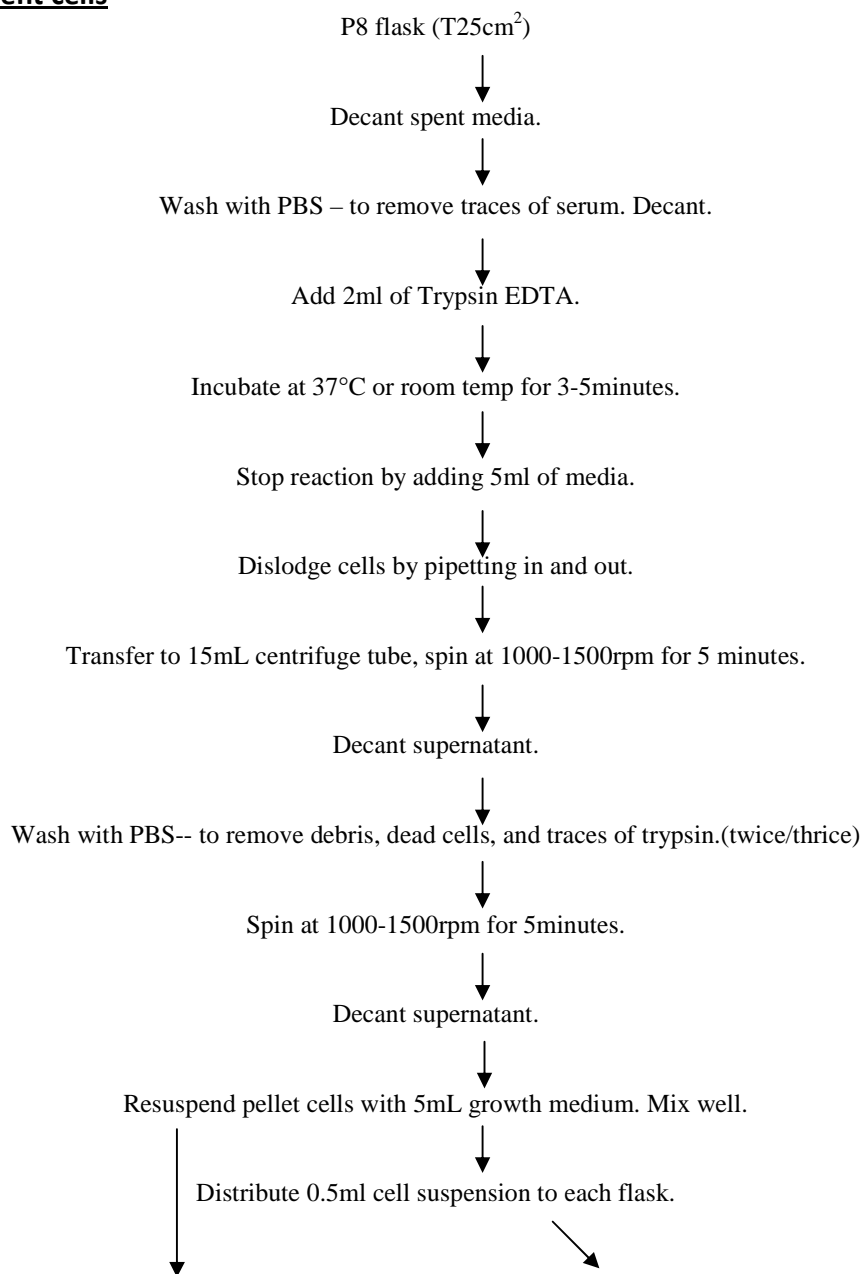 ent cells
P8 flask (T25cm²)
Decant spent media.
Wash with PBS – to remove traces of serum. Decant.
Add 2ml of Trypsin EDTA.
Incubate at 37°C or room temp for 3-5minutes.
Stop reaction by adding 5ml of media.
Dislodge cells by pipetting in and out.
Transfer to 15mL centrifuge tube, spin at 1000-1500rpm for 5 minutes.
Decant supernatant.
Wash with PBS-- to remove debris, dead cells, and traces of trypsin.(twice/thrice)
Spin at 1000-1500rpm for 5minutes.
Decant supernatant.
Resuspend pellet cells with 5mL growth medium. Mix well.
Distribute 0.5ml cell suspension to each flask.